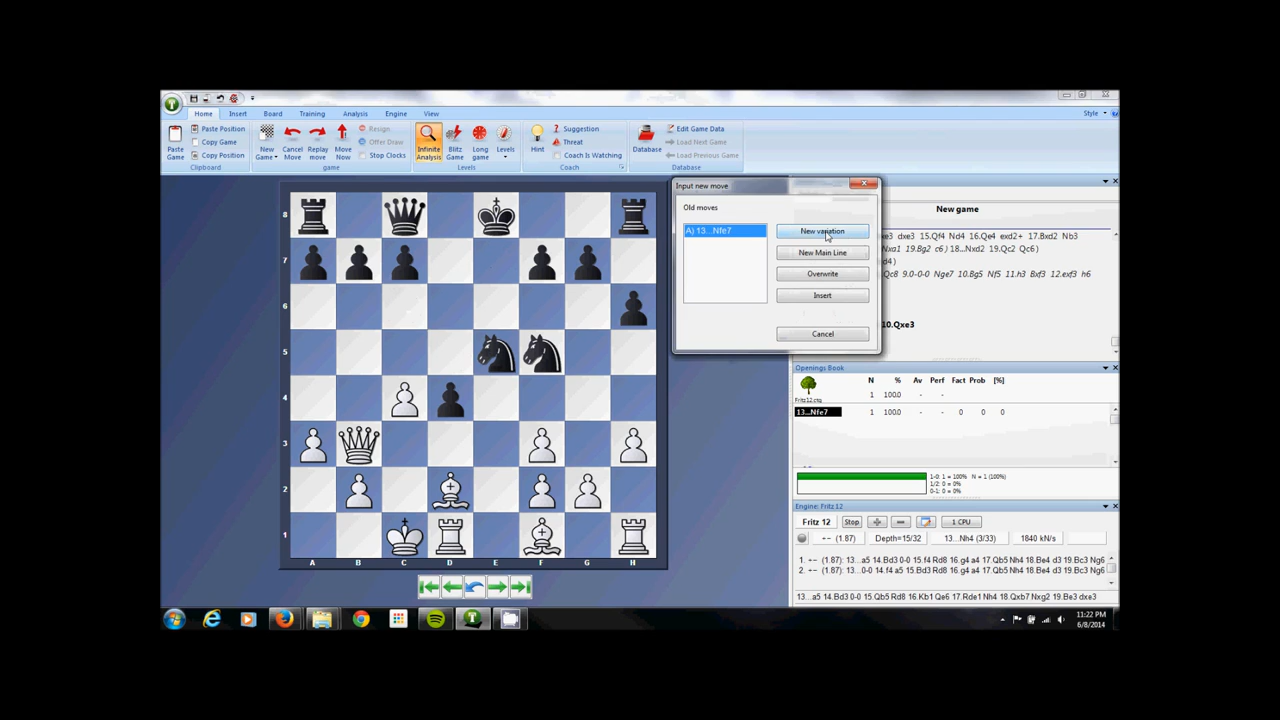 Home Insert Board Training Analysis Engine View Style
Paste Position
Copy Game
Copy Position
Paste Game
Clipboard
New Game
Cancel Move
Replay move
Move Now
Resign
Offer Draw
Stop Clocks
game
Infinite Analysis
Blitz Game
Long game
Levels
Levels
Hint
Suggestion
Threat
Coach Is Watching
Coach
Database
Edit Game Data
Load Next Game
Load Previous Game
Database
Input new move
Old moves
A) 13...Nfe7
New variation
New Main Line
Overwrite
Insert
Cancel
New game
dxe3 15.Qf4 Nd4 16.Qe4 exd2+ 17.Bxd2 Nb3
Nxa1 19.Bg2 c6 ) 18...Nxd2 19.Qc2 Qc6 )
Qc8 9.0-0-0 Nge7 10.Bg5 Nf5 11.h3 Bxf3 12.exf3 h6
10.Qxe3
8
7
6
5
4
3
2
1
A B C D E F G H
Openings Book
N % Av Perf Fact Prob [%]
1 100.0 - -
Fritz12.ctg
13...Nfe7 1 100.0 - - 0 0 0
1-0: 1 = 100% N = 1 (100%)
1/2: 0 = 0%
0-1: 0 = 0%
Engine: Fritz 12
Fritz 12 Stop 1 CPU
-- (1.87) Depth=15/32 13...Nh4 (3/33) 1840 kN/s
1. -- (1.87): 13...a5 14.Bd3 0-0 15.f4 Rd8 16.g4 a4 17.Qb5 Nh4 18.Be4 d3 19.Bc3 Ng6
2. -- (1.87): 13...0-0 14.f4 a5 15.Bd3 Rd8 16.g4 a4 17.Qb5 Nh4 18.Be4 d3 19.Bc3 Nxf6
13...a5 14.Bd3 0-0 15.Qb5 Rd8 16.Kb1 Qe6 17.Rde1 Nh4 18.Qxb7 Nxg2 19.Be3 dxe3
11:22 PM
6/8/2014